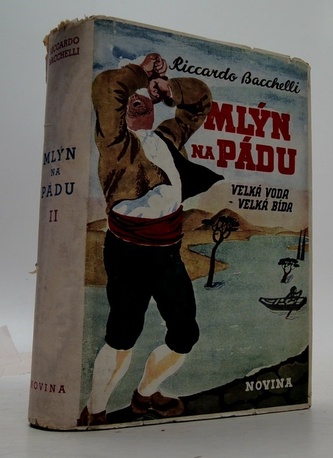 RICCARDO
BACCHELLI
MLÝN
NA
PÁDU
II
NOVINA
Riccardo Bacchelli
MLÝN
NA PÁDU
VELKÁ VODA
- VELKÁ BÍDA
NOVINA